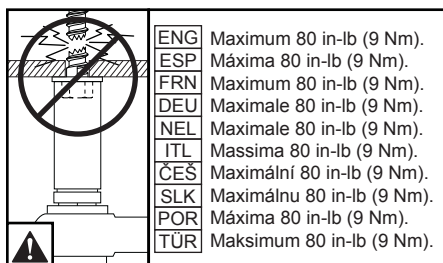 ENG Maximum 80 in-lb (9 Nm).
ESP Máxima 80 in-lb (9 Nm).
FRN Maximum 80 in-lb (9 Nm).
DEU Maximale 80 in-lb (9 Nm).
NEL Maximale 80 in-lb (9 Nm).
ITL Massima 80 in-lb (9 Nm).
ČEŠ Maximální 80 in-lb (9 Nm).
SLK Maximálnu 80 in-lb (9 Nm).
POR Máxima 80 in-lb (9 Nm).
TÜR Maksimum 80 in-lb (9 Nm).